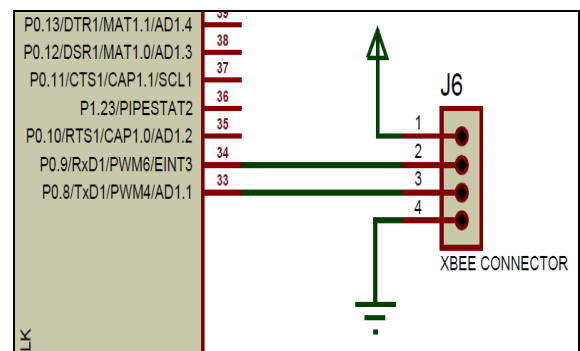 39
P0.13/DTR1/MAT1.1/AD1.4
38
P0.12/DSR1/MAT1.0/AD1.3
37
P0.11/CTS1/CAP1.1/SCL1
36
P1.23/PIPESTAT2
35
P0.10/RTS1/CAP1.0/AD1.2
34
P0.9/RxD1/PWM6/EINT3
33
P0.8/TxD1/PWM4/AD1.1
LK
J6
1
2
3
4
XBEE CONNECTOR